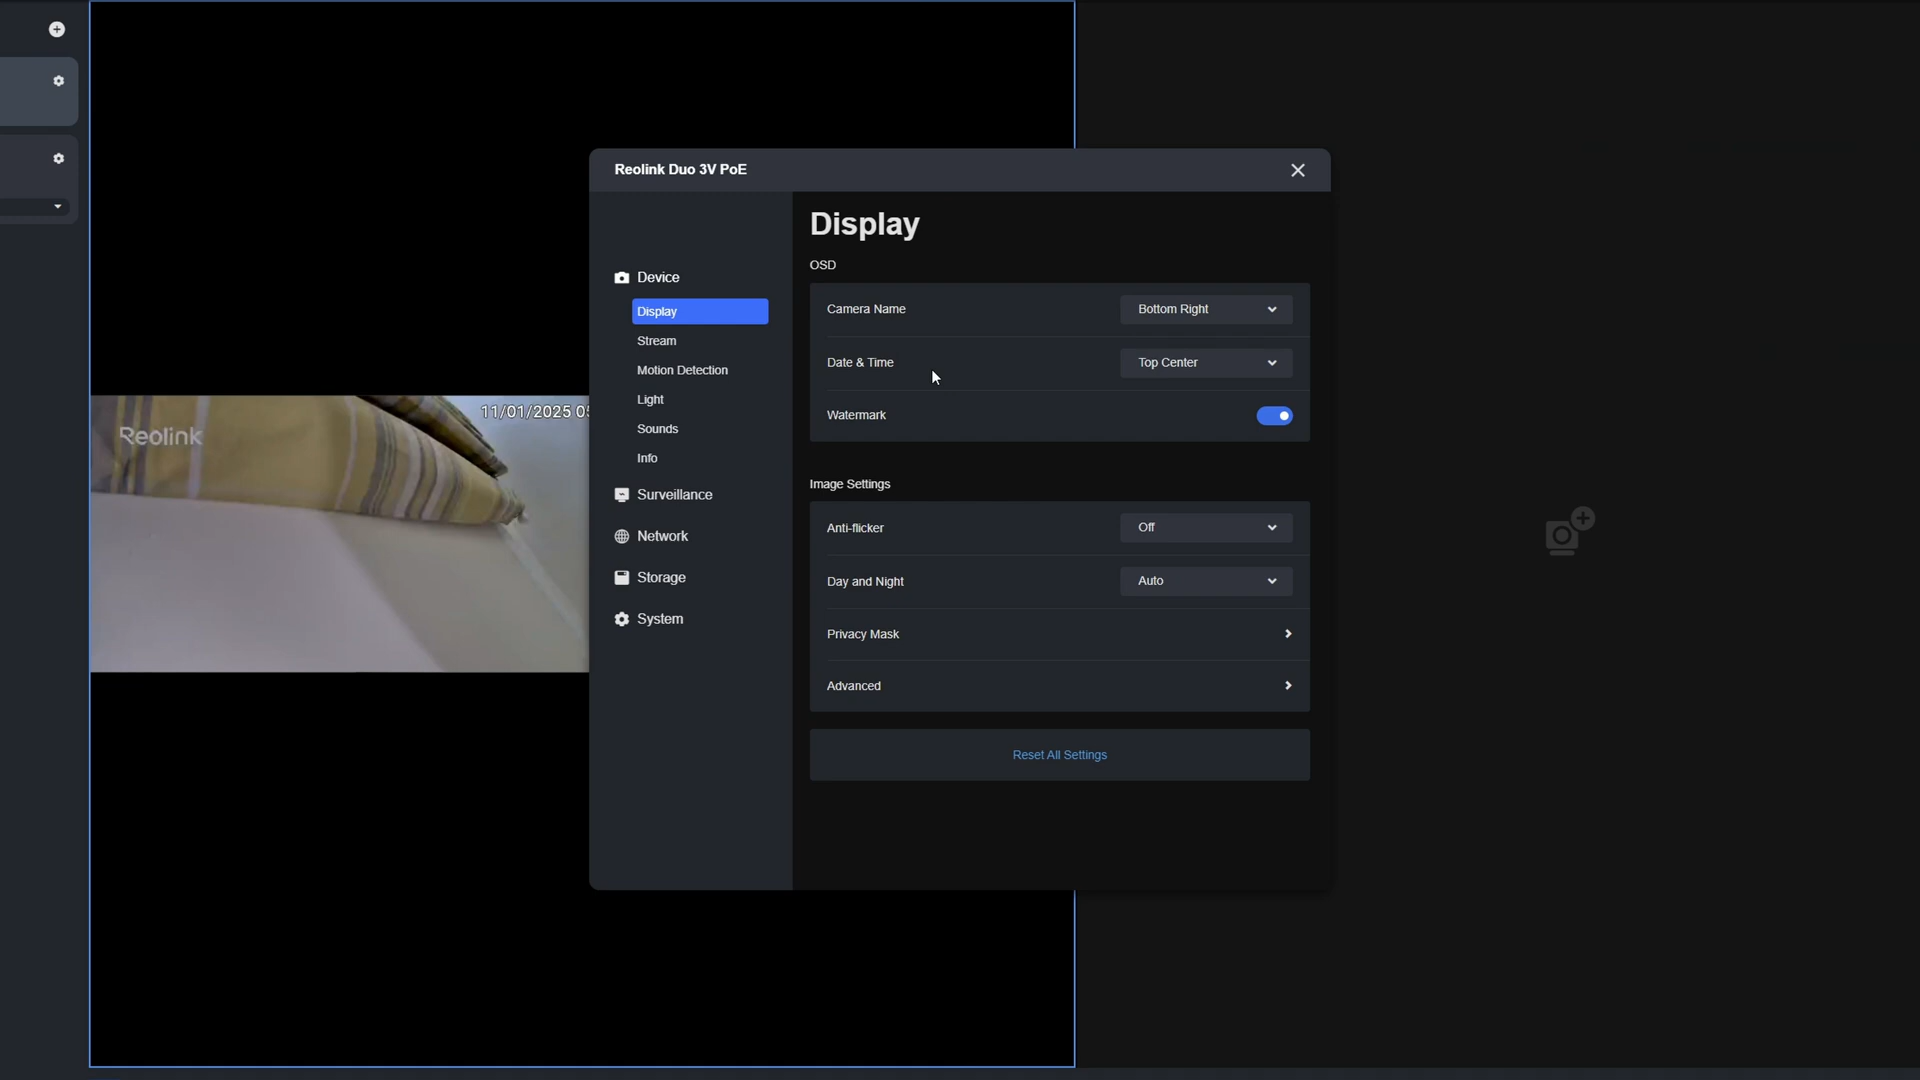 Reolink Duo 3V PoE
Display
OSD
Device
Camera Name
Bottom Right
Display
Stream
Date & Time
Top Center
Motion Detection
Light
Watermark
11/01/2025
Reolink
Sounds
Info
Image Settings
Surveillance
Anti-flicker
Off
Network
Day and Night
Auto
Storage
System
Privacy Mask
Advanced
Reset All Settings